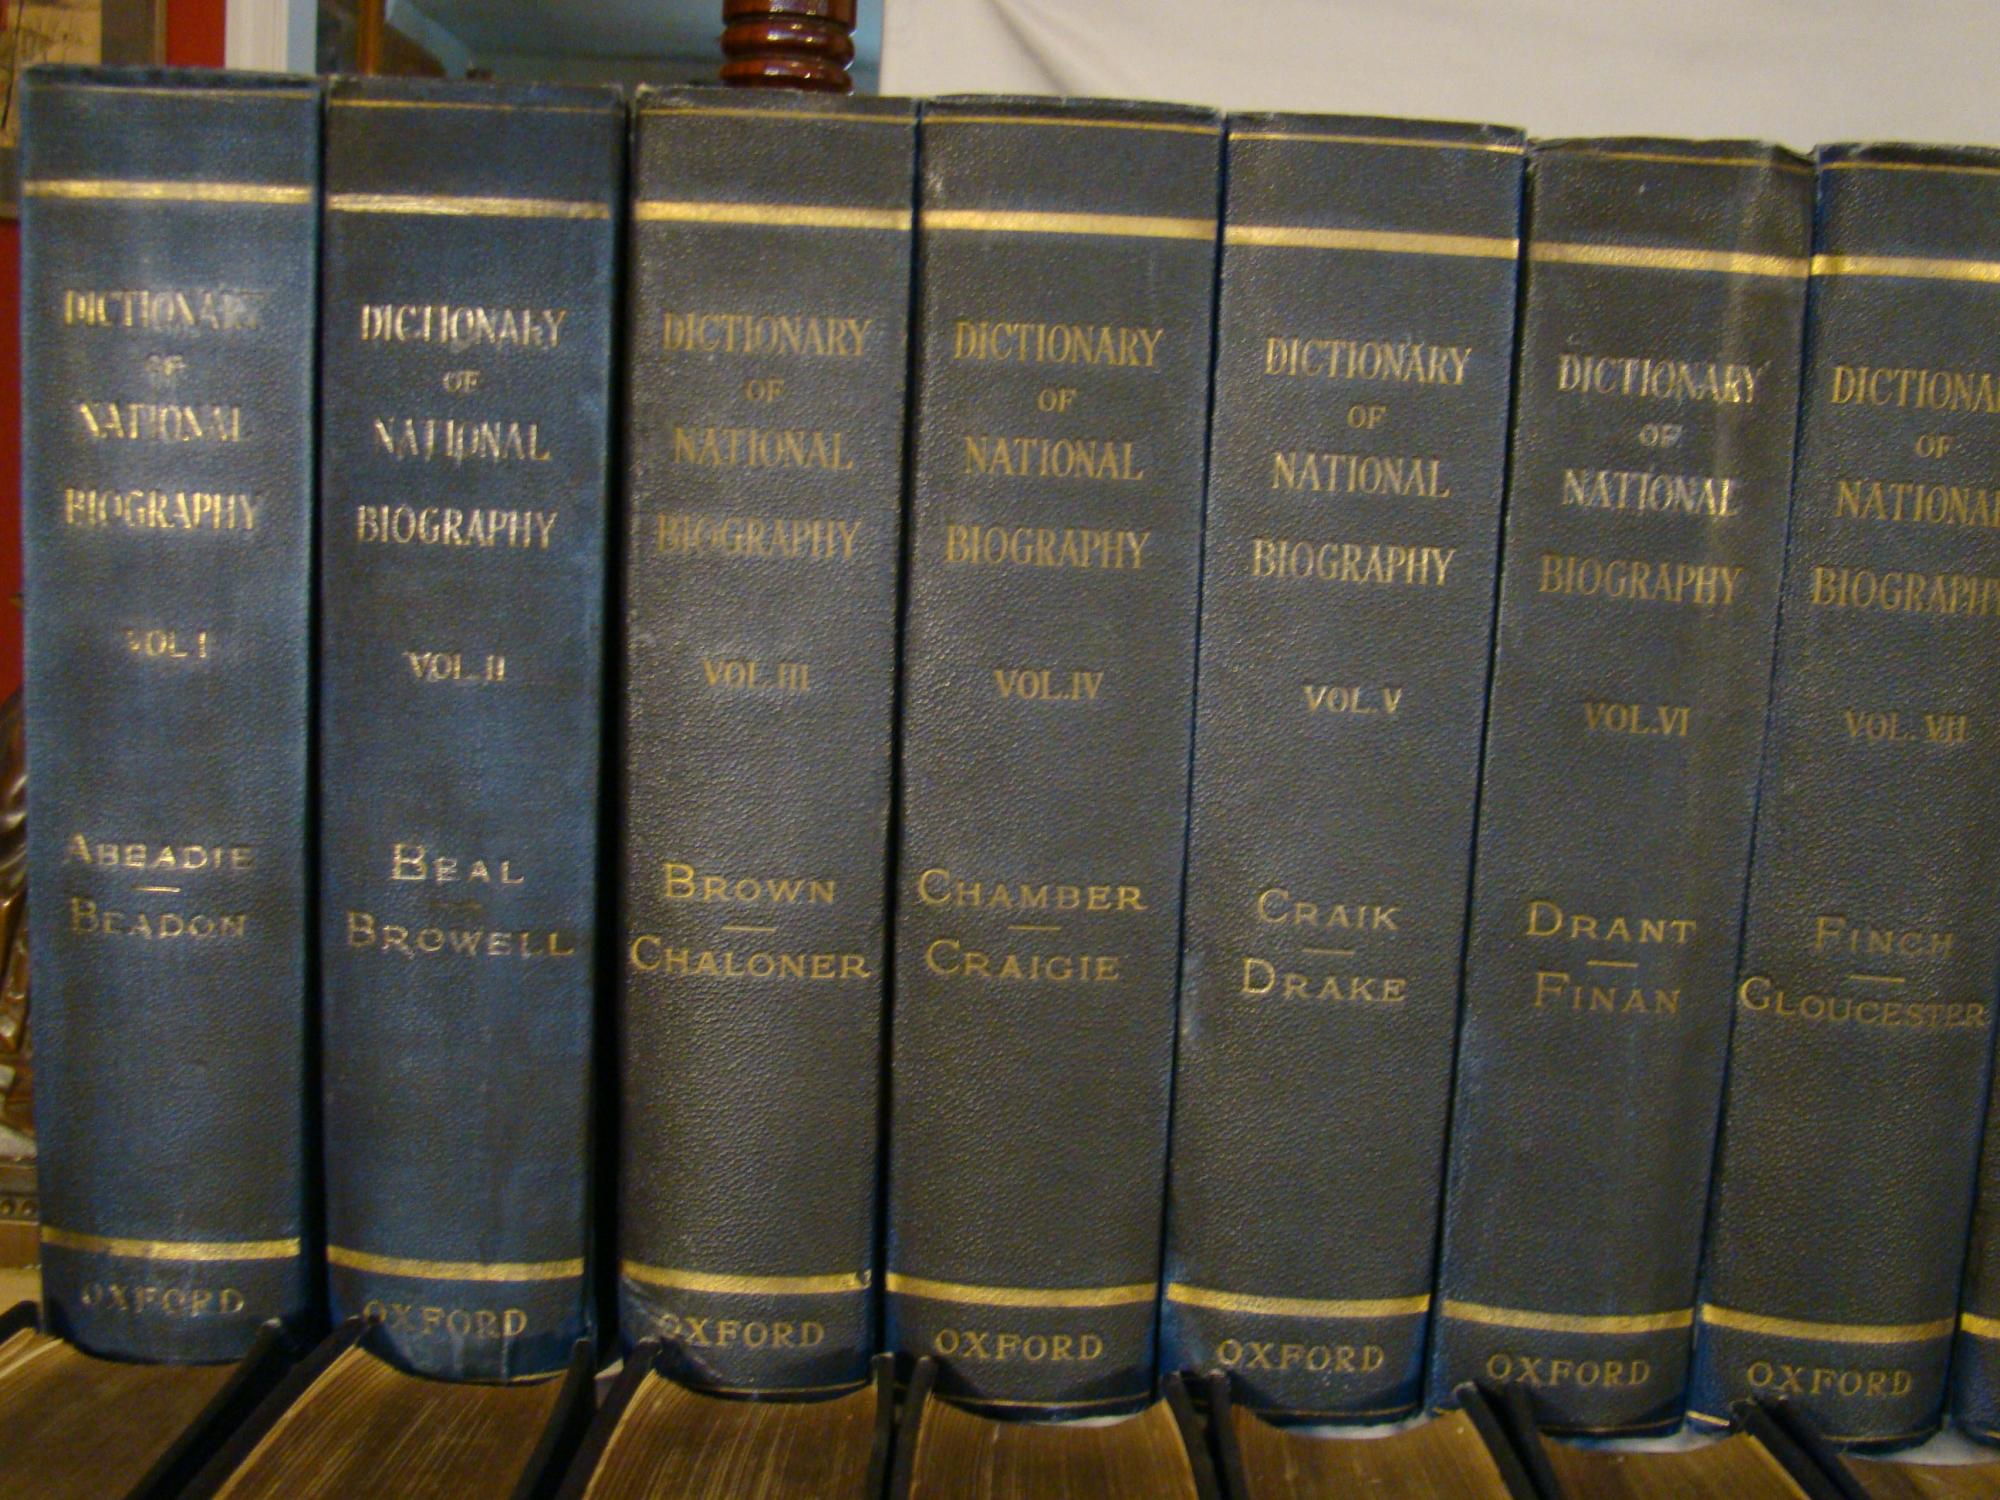 DICTIONARY
OF
NATIONAL
BIOGRAPHY
VOL I
ABBADIE
BEADON
OXFORD
DICTIONARY
OF
NATIONAL
BIOGRAPHY
VOL. II
BEAL
BROWELL
OXFORD
DICTIONARY
OF
NATIONAL
BIOGRAPHY
VOL. III
BROWN
CHALONER
OXFORD
DICTIONARY
OF
NATIONAL
BIOGRAPHY
VOL. IV
CHAMBER
CRAIGIE
OXFORD
DICTIONARY
OF
NATIONAL
BIOGRAPHY
VOL. V
CRAIK
DRAKE
OXFORD
DICTIONARY
OF
NATIONAL
BIOGRAPHY
VOL. VI
DRANT
FINAN
OXFORD
DICTIONA
OF
NATIONAL
BIOGRAPHY
VOL. VII
FINCH
GLOUCESTER
OXFORD